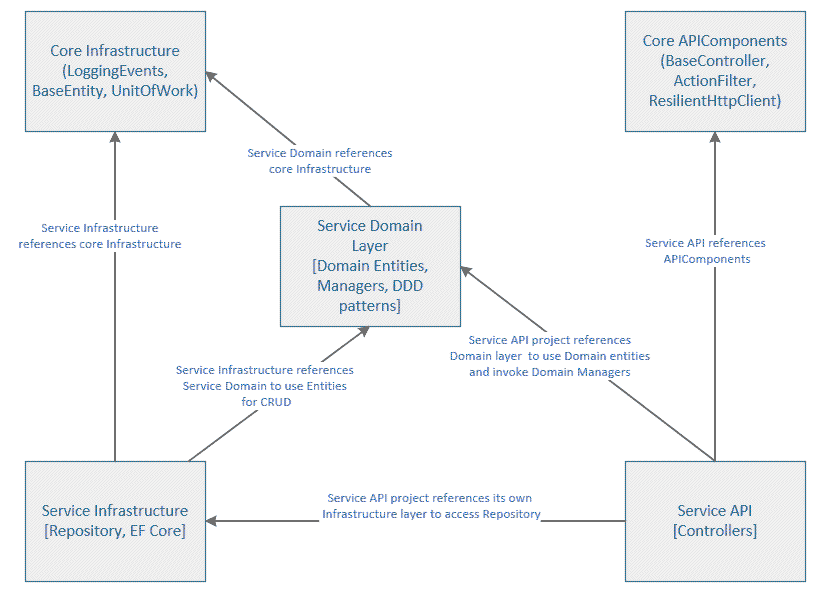 Core Infrastructure
(LoggingEvents,
BaseEntity, UnitOfWork)
Core APIComponents
(BaseController,
ActionFilter,
ResilientHttpClient)
Service Domain references
core Infrastructure
Service Infrastructure
references core Infrastructure
Service Domain
Layer
[Domain Entities,
Managers, DDD
patterns]
Service API references
APIComponents
Service Infrastructure references
Service Domain to use Entities
for CRUD
Service API project references
Domain layer  to use Domain entities
and invoke Domain Managers
Service Infrastructure
[Repository, EF Core]
Service API project references its own
Infrastructure layer to access Repository
Service API
[Controllers]